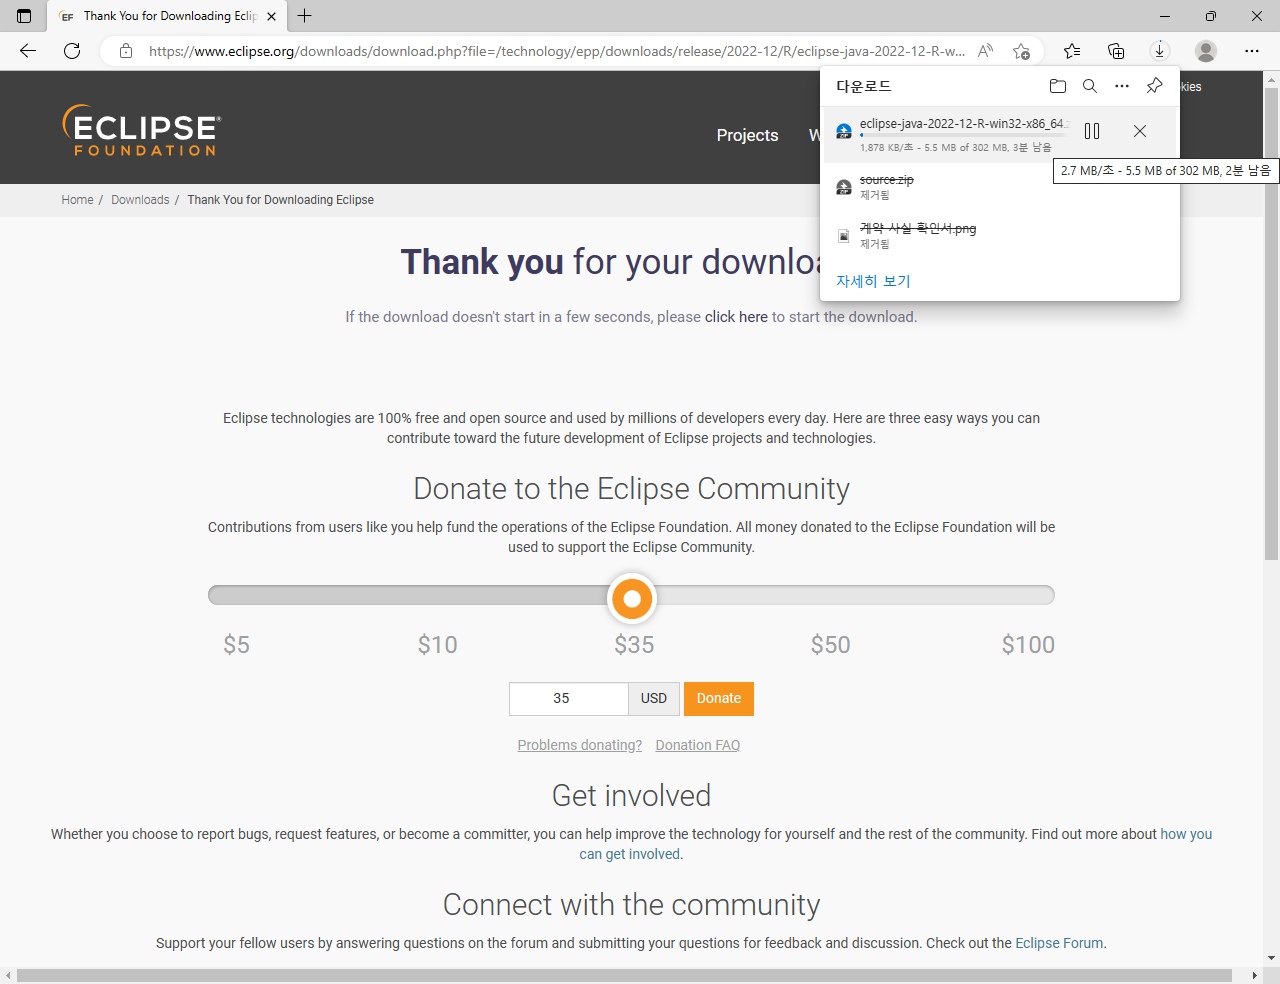 Thank You for Downloading Eclip
https://www.eclipse.org/downloads/download.php?file=/technology/epp/downloads/release/2022-12/R/eclipse-java-2022-12-R-w...
다운로드
kies
ECLIPSE®
FOUNDATION
Projects
W
eclipse-java-2022-12-R-win32-x86_64.z
1,878 KB/초 - 5.5 MB of 302 MB, 3분 남음
2.7 MB/초 - 5.5 MB of 302 MB, 2분 남음
source.zip
제거됨
계약 사실 확인서.png
제거됨
자세히 보기
Home / Downloads / Thank You for Downloading Eclipse
Thank you for your downloa
If the download doesn't start in a few seconds, please click here to start the download.
Eclipse technologies are 100% free and open source and used by millions of developers every day. Here are three easy ways you can
contribute toward the future development of Eclipse projects and technologies.
Donate to the Eclipse Community
Contributions from users like you help fund the operations of the Eclipse Foundation. All money donated to the Eclipse Foundation will be
used to support the Eclipse Community.
$5 $10 $35 $50 $100
35 USD Donate
Problems donating? Donation FAQ
Get involved
Whether you choose to report bugs, request features, or become a committer, you can help improve the technology for yourself and the rest of the community. Find out more about how you
can get involved.
Connect with the community
Support your fellow users by answering questions on the forum and submitting your questions for feedback and discussion. Check out the Eclipse Forum.